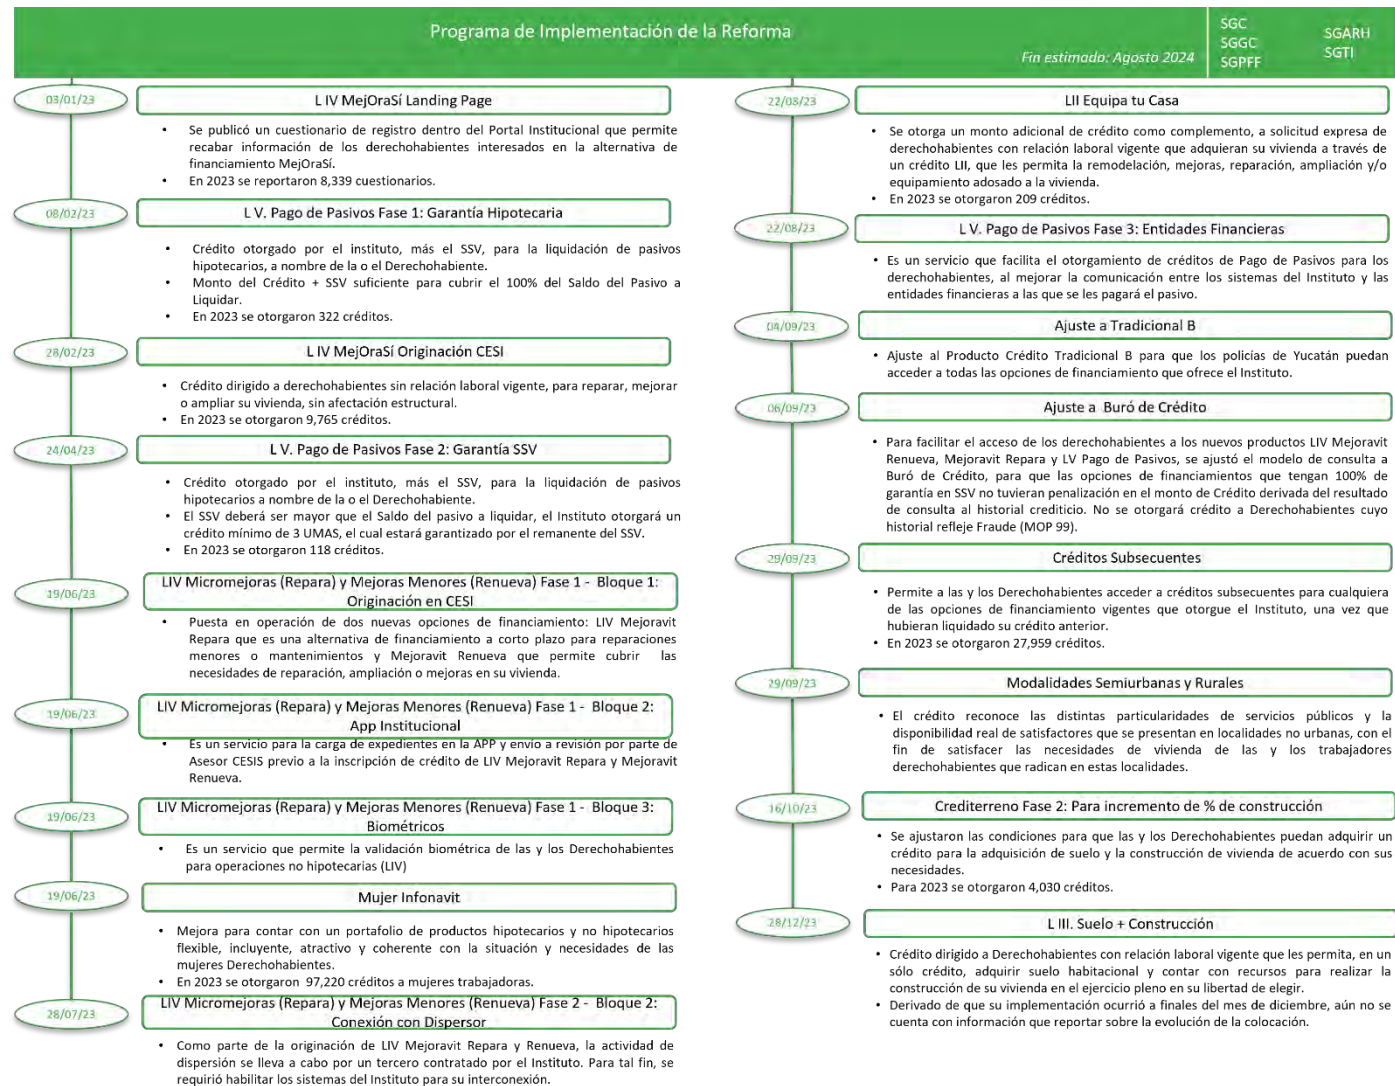 Programa de Implementación de la Reforma
Fin estimado: Agosto 2024
SGC
SGGC
SGPFF
SGARH
SGTI
03/01/23
L IV MejOraSí Landing Page
• Se publicó un cuestionario de registro dentro del Portal Institucional que permite
recabar información de los derechohabientes interesados en la alternativa de
financiamiento MejOraSí.
• En 2023 se reportaron 8,339 cuestionarios.
08/02/23
L V. Pago de Pasivos Fase 1: Garantía Hipotecaria
• Crédito otorgado por el instituto, más el SSV, para la liquidación de pasivos
hipotecarios, a nombre de la o el Derechohabiente.
• Monto del Crédito + SSV suficiente para cubrir el 100% del Saldo del Pasivo a
Liquidar.
• En 2023 se otorgaron 322 créditos.
28/02/23
L IV MejOraSí Originación CESI
• Crédito dirigido a derechohabientes sin relación laboral vigente, para reparar, mejorar
o ampliar su vivienda, sin afectación estructural.
• En 2023 se otorgaron 9,765 créditos.
24/04/23
L V. Pago de Pasivos Fase 2: Garantía SSV
• Crédito otorgado por el instituto, más el SSV, para la liquidación de pasivos
hipotecarios a nombre de la o el Derechohabiente.
• El SSV deberá ser mayor que el Saldo del pasivo a liquidar, el Instituto otorgará un
crédito mínimo de 3 UMAS, el cual estará garantizado por el remanente del SSV.
• En 2023 se otorgaron 118 créditos.
19/06/23
LIV Micromejoras (Repara) y Mejoras Menores (Renueva) Fase 1 - Bloque 1:
Originación en CESI
• Puesta en operación de dos nuevas opciones de financiamiento: LIV Mejoravit
Repara que es una alternativa de financiamiento a corto plazo para reparaciones
menores o mantenimientos y Mejoravit Renueva que permite cubrir las
necesidades de reparación, ampliación o mejoras en su vivienda.
19/06/23
LIV Micromejoras (Repara) y Mejoras Menores (Renueva) Fase 1 - Bloque 2:
App Institucional
• Es un servicio para la carga de expedientes en la APP y envío a revisión por parte de
Asesor CESIS previo a la inscripción de crédito de LIV Mejoravit Repara y Mejoravit
Renueva.
19/06/23
LIV Micromejoras (Repara) y Mejoras Menores (Renueva) Fase 1 - Bloque 3:
Biométricos
• Es un servicio que permite la validación biométrica de las y los Derechohabientes
para operaciones no hipotecarias (LIV)
19/06/23
Mujer Infonavit
• Mejora para contar con un portafolio de productos hipotecarios y no hipotecarios
flexible, incluyente, atractivo y coherente con la situación y necesidades de las
mujeres Derechohabientes.
• En 2023 se otorgaron 97,220 créditos a mujeres trabajadoras.
28/07/23
LIV Micromejoras (Repara) y Mejoras Menores (Renueva) Fase 2 - Bloque 2:
Conexión con Dispersor
• Como parte de la originación de LIV Mejoravit Repara y Renueva, la actividad de
dispersión se lleva a cabo por un tercero contratado por el Instituto. Para tal fin, se
requirió habilitar los sistemas del Instituto para su interconexión.
22/08/23
LII Equipa tu Casa
• Se otorga un monto adicional de crédito como complemento, a solicitud expresa de
derechohabientes con relación laboral vigente que adquieran su vivienda a través de
un crédito LII, que les permita la remodelación, mejoras, reparación, ampliación y/o
equipamiento adosado a la vivienda.
• En 2023 se otorgaron 209 créditos.
22/08/23
L V. Pago de Pasivos Fase 3: Entidades Financieras
• Es un servicio que facilita el otorgamiento de créditos de Pago de Pasivos para los
derechohabientes, al mejorar la comunicación entre los sistemas del Instituto y las
entidades financieras a las que se les pagará el pasivo.
04/09/23
Ajuste a Tradicional B
• Ajuste al Producto Crédito Tradicional B para que los policías de Yucatán puedan
acceder a todas las opciones de financiamiento que ofrece el Instituto.
06/09/23
Ajuste a Buró de Crédito
• Para facilitar el acceso de los derechohabientes a los nuevos productos LIV Mejoravit
Renueva, Mejoravit Repara y LV Pago de Pasivos, se ajustó el modelo de consulta a
Buró de Crédito, para que las opciones de financiamientos que tengan 100% de
garantía en SSV no tuvieran penalización en el monto de Crédito derivada del resultado
de consulta al historial crediticio. No se otorgará crédito a Derechohabientes cuyo
historial refleje Fraude (MOP 99).
29/09/23
Créditos Subsecuentes
• Permite a las y los Derechohabientes acceder a créditos subsecuentes para cualquiera
de las opciones de financiamiento vigentes que otorgue el Instituto, una vez que
hubieran liquidado su crédito anterior.
• En 2023 se otorgaron 27,959 créditos.
29/09/23
Modalidades Semiurbanas y Rurales
• El crédito reconoce las distintas particularidades de servicios públicos y la
disponibilidad real de satisfactores que se presentan en localidades no urbanas, con el
fin de satisfacer las necesidades de vivienda de las y los trabajadores
derechohabientes que radican en estas localidades.
16/10/23
Crediterreno Fase 2: Para incremento de % de construcción
• Se ajustaron las condiciones para que las y los Derechohabientes puedan adquirir un
crédito para la adquisición de suelo y la construcción de vivienda de acuerdo con sus
necesidades.
• Para 2023 se otorgaron 4,030 créditos.
28/12/23
L III. Suelo + Construcción
• Crédito dirigido a Derechohabientes con relación laboral vigente que les permita, en un
sólo crédito, adquirir suelo habitacional y contar con recursos para realizar la
construcción de su vivienda en el ejercicio pleno en su libertad de elegir.
• Derivado de que su implementación ocurrió a finales del mes de diciembre, aún no se
cuenta con información que reportar sobre la evolución de la colocación.